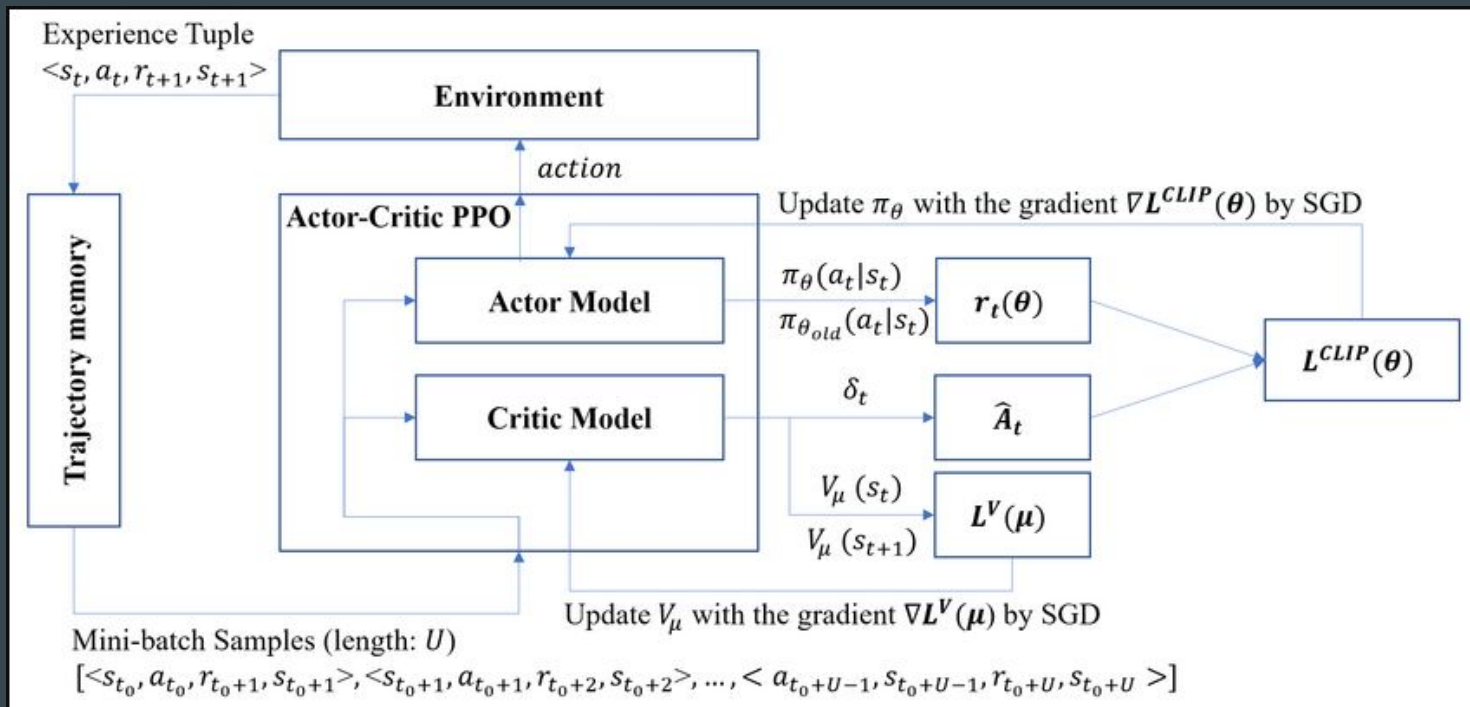 Experience Tuple
<s_t, a_t, r_{t+1}, s_{t+1}>
Environment
action
Update π_θ with the gradient ∇L^{CLIP}(θ) by SGD
Actor-Critic PPO
Trajectory memory
Actor Model
π_θ(a_t|s_t)
π_{θ_{old}}(a_t|s_t)
r_t(θ)
L^{CLIP}(θ)
Critic Model
δ_t
Â_t
V_μ (s_t)
V_μ (s_{t+1})
L^V(μ)
Update V_μ with the gradient ∇L^V(μ) by SGD
Mini-batch Samples (length: U)
[<s_{t_0}, a_{t_0}, r_{t_0+1}, s_{t_0+1}>, <s_{t_0+1}, a_{t_0+1}, r_{t_0+2}, s_{t_0+2}>, ..., < a_{t_0+U-1}, s_{t_0+U-1}, r_{t_0+U}, s_{t_0+U} >]